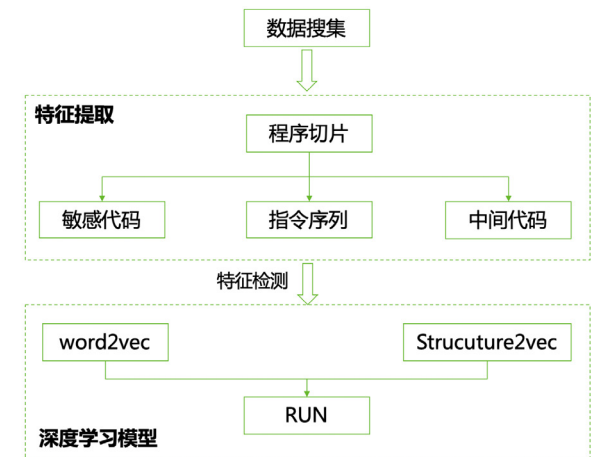 数据搜集
特征提取
程序切片
敏感代码
指令序列
中间代码
特征检测
word2vec
Strucuture2vec
RUN
深度学习模型